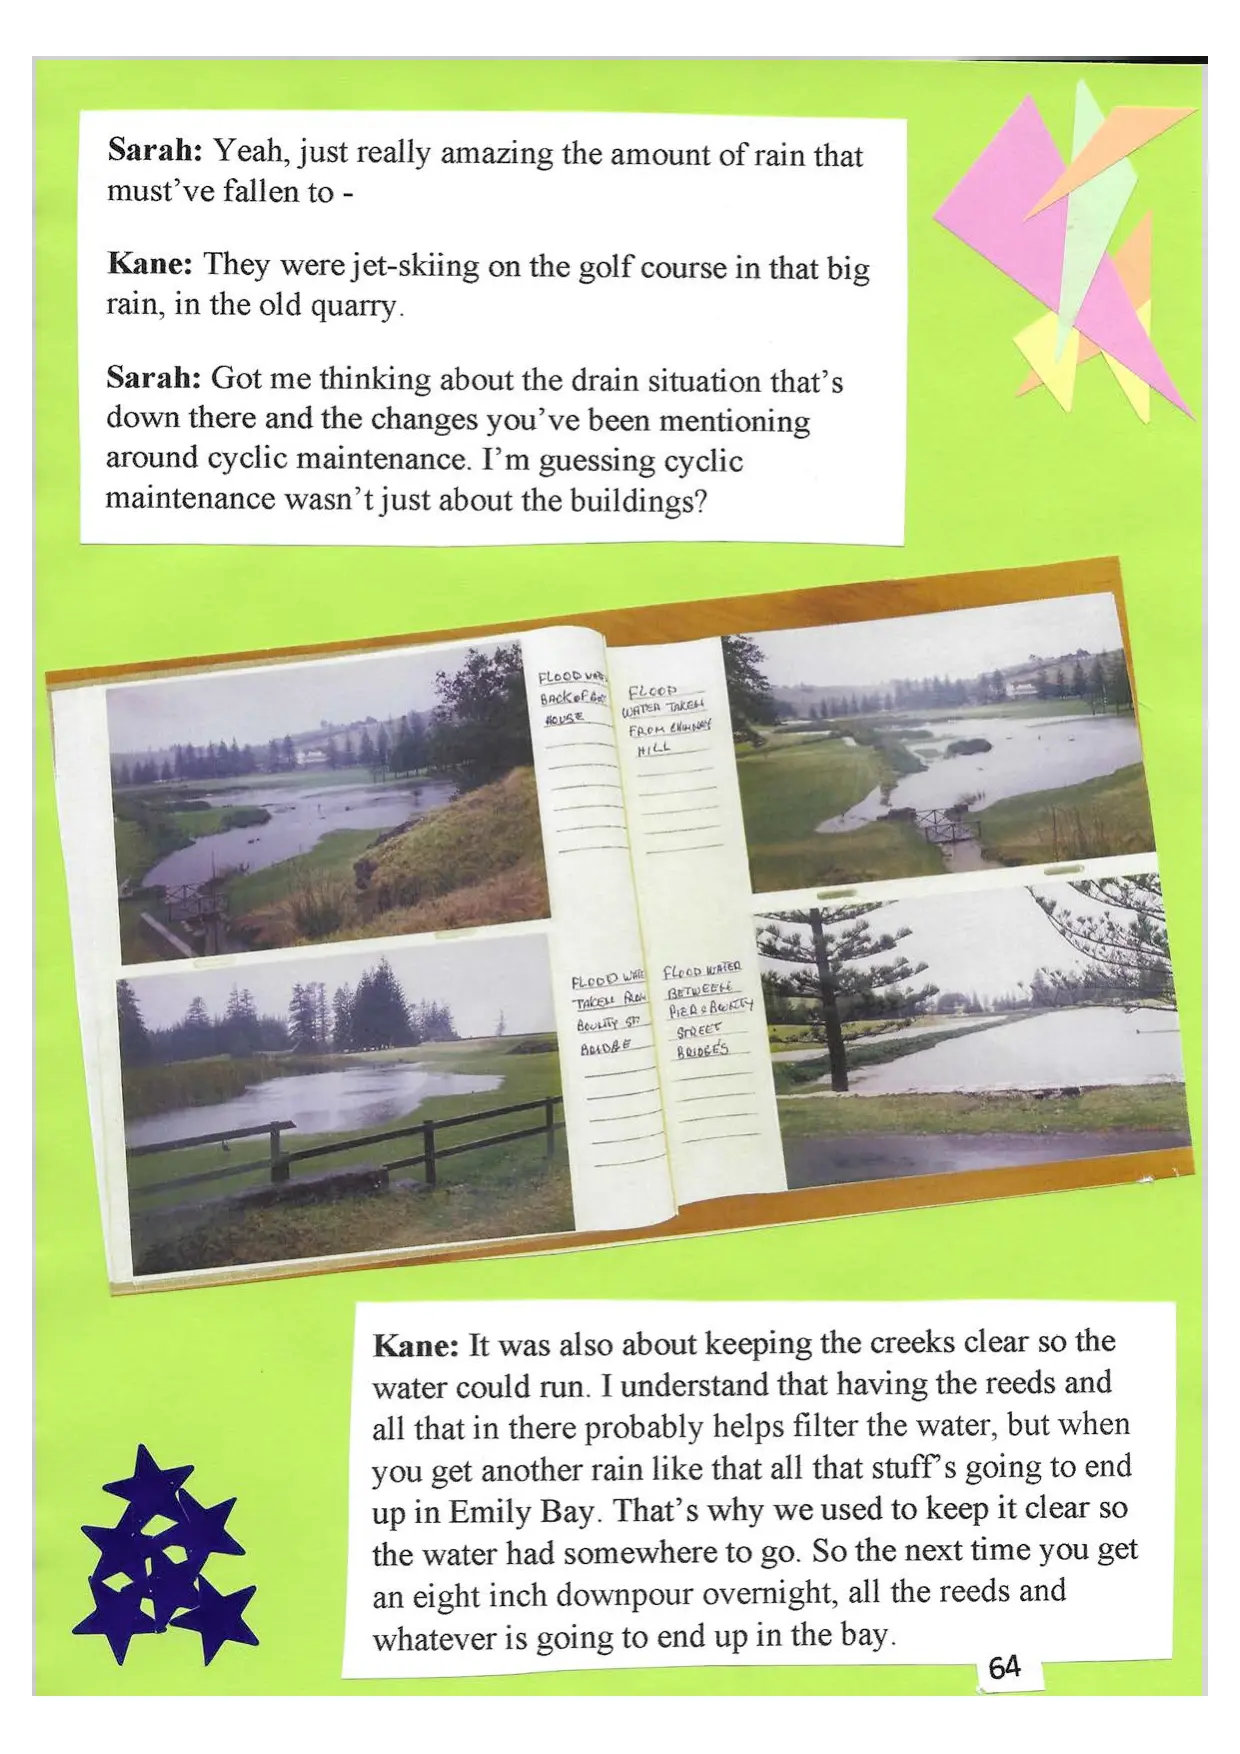 Sarah: Yeah, just really amazing the amount of rain that
must've fallen to -
Kane: They were jet-skiing on the golf course in that big
rain, in the old quarry.
Sarah: Got me thinking about the drain situation that's
down there and the changes you've been mentioning
around cyclic maintenance. I'm guessing cyclic
maintenance wasn't just about the buildings?
FLOOD
BACK OF
HOUSE
FLOOD
WATER TAKEN
FROM CHIMNEY
HILL
FLOOD
TAKEN FROM
BOUNTY ST
BRIDGE
FLOOD WATER
BETWEEN
PIER & BOUNTY
STREET
BRIDGES
Kane: It was also about keeping the creeks clear so the
water could run. I understand that having the reeds and
all that in there probably helps filter the water, but when
you get another rain like that all that stuff's going to end
up in Emily Bay. That's why we used to keep it clear so
the water had somewhere to go. So the next time you get
an eight inch downpour overnight, all the reeds and
whatever is going to end up in the bay.
64